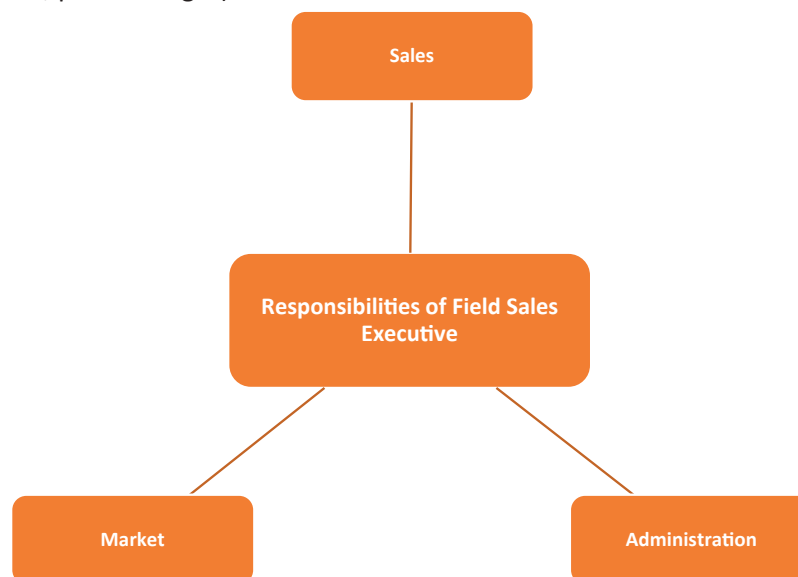 Sales
Responsibilities of Field Sales
Executive
Market
Administration